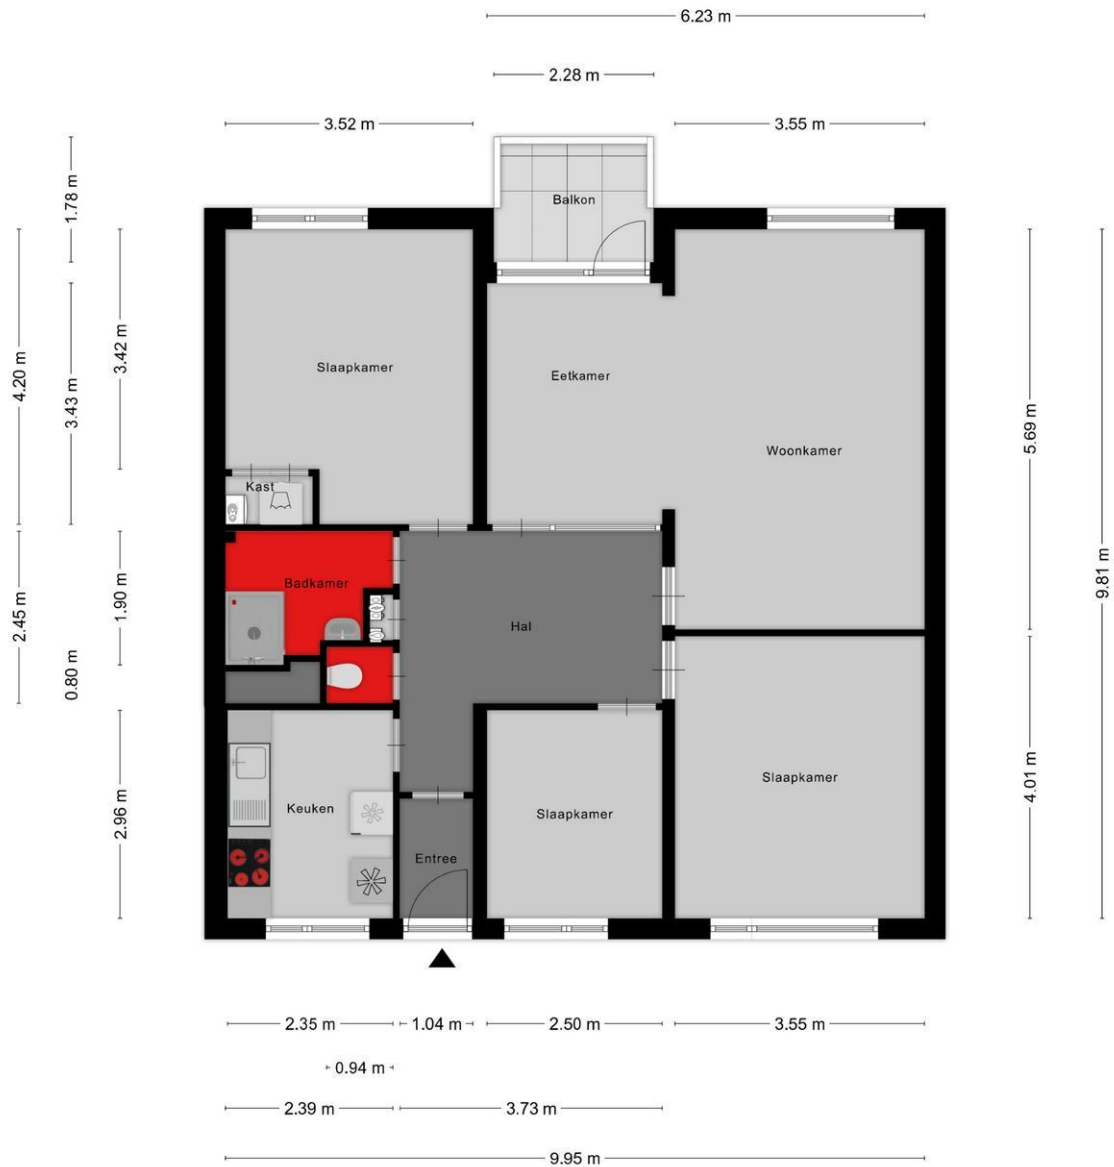 6.23 m
2.28 m
3.52 m
3.55 m
1.78 m
Balkon
4.20 m
3.43 m
3.42 m
Slaapkamer
Eetkamer
Woonkamer
5.69 m
9.81 m
Kast
2.45 m
0.80 m
1.90 m
Badkamer
Hal
2.96 m
Keuken
Entree
Slaapkamer
Slaapkamer
4.01 m
2.35 m
1.04 m
2.50 m
3.55 m
0.94 m
2.39 m
3.73 m
9.95 m